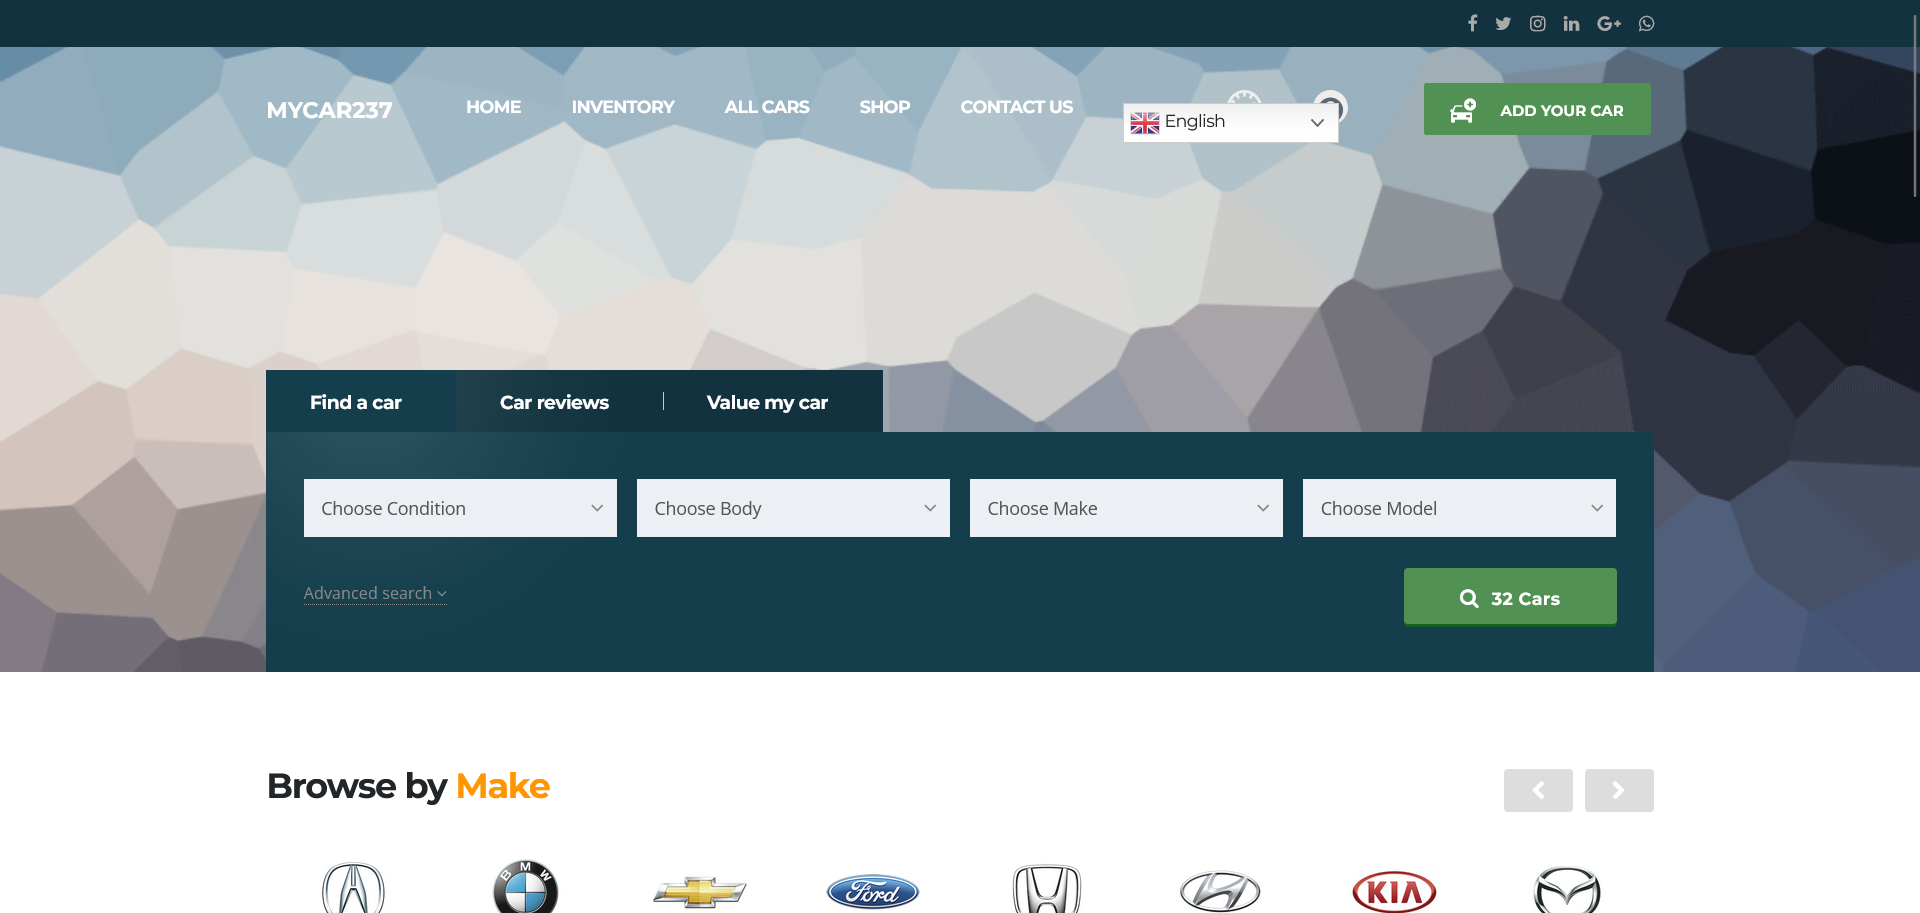 MYCAR237
HOME
INVENTORY
ALL CARS
SHOP
CONTACT US
English
ADD YOUR CAR
Find a car
Car reviews
Value my car
Choose Condition
Choose Body
Choose Make
Choose Model
Advanced search
32 Cars
Browse by Make
BMW
Ford
KIA